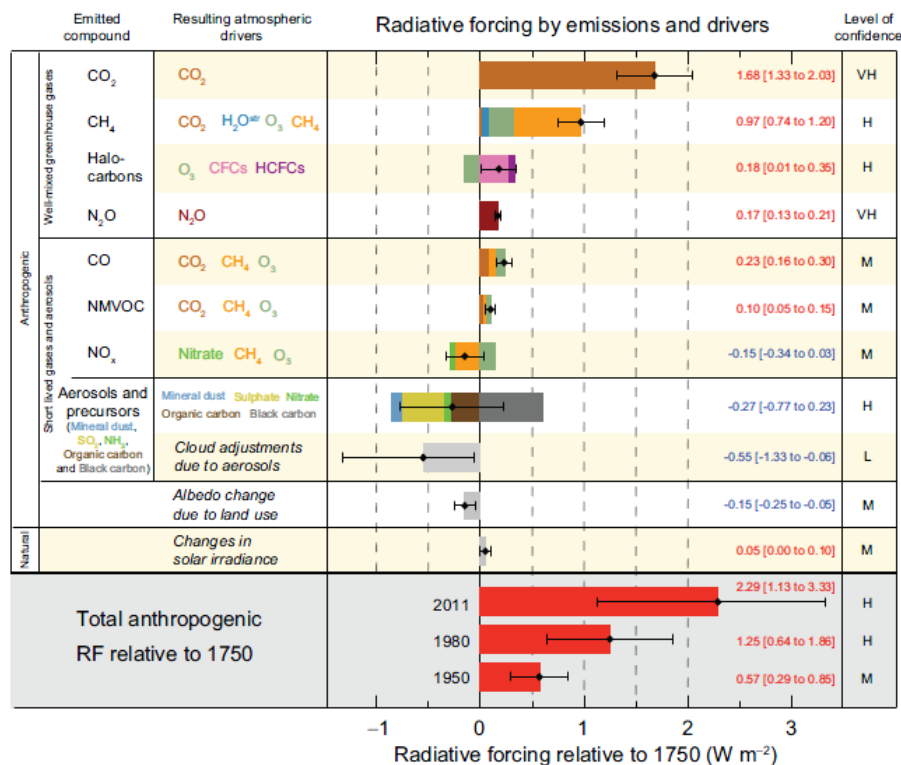 Emitted compound
Resulting atmospheric drivers
Radiative forcing by emissions and drivers
Level of confidence
Anthropogenic
Well-mixed greenhouse gases
CO₂ CO₂ 1.68 [1.33 to 2.03] VH
CH₄ CO₂ H₂Oˢᵗʳ O₃ CH₄ 0.97 [0.74 to 1.20] H
Halo-
carbons O₃ CFCs HCFCs 0.18 [0.01 to 0.35] H
N₂O N₂O 0.17 [0.13 to 0.21] VH
Short lived gases and aerosols
CO CO₂ CH₄ O₃ 0.23 [0.16 to 0.30] M
NMVOC CO₂ CH₄ O₃ 0.10 [0.05 to 0.15] M
NOₓ Nitrate CH₄ O₃ -0.15 [-0.34 to 0.03] M
Aerosols and
precursors
(Mineral dust,
SO₂, NH₃,
Organic carbon
and Black carbon)
Mineral dust Sulphate Nitrate
Organic carbon Black carbon
-0.27 [-0.77 to 0.23] H
Cloud adjustments
due to aerosols
-0.55 [-1.33 to -0.06] L
Albedo change
due to land use
-0.15 [-0.25 to -0.05] M
Natural
Changes in
solar irradiance
0.05 [0.00 to 0.10] M
Total anthropogenic
RF relative to 1750
2011 2.29 [1.13 to 3.33] H
1980 1.25 [0.64 to 1.86] H
1950 0.57 [0.29 to 0.85] M
−1 0 1 2 3
Radiative forcing relative to 1750 (W m⁻²)